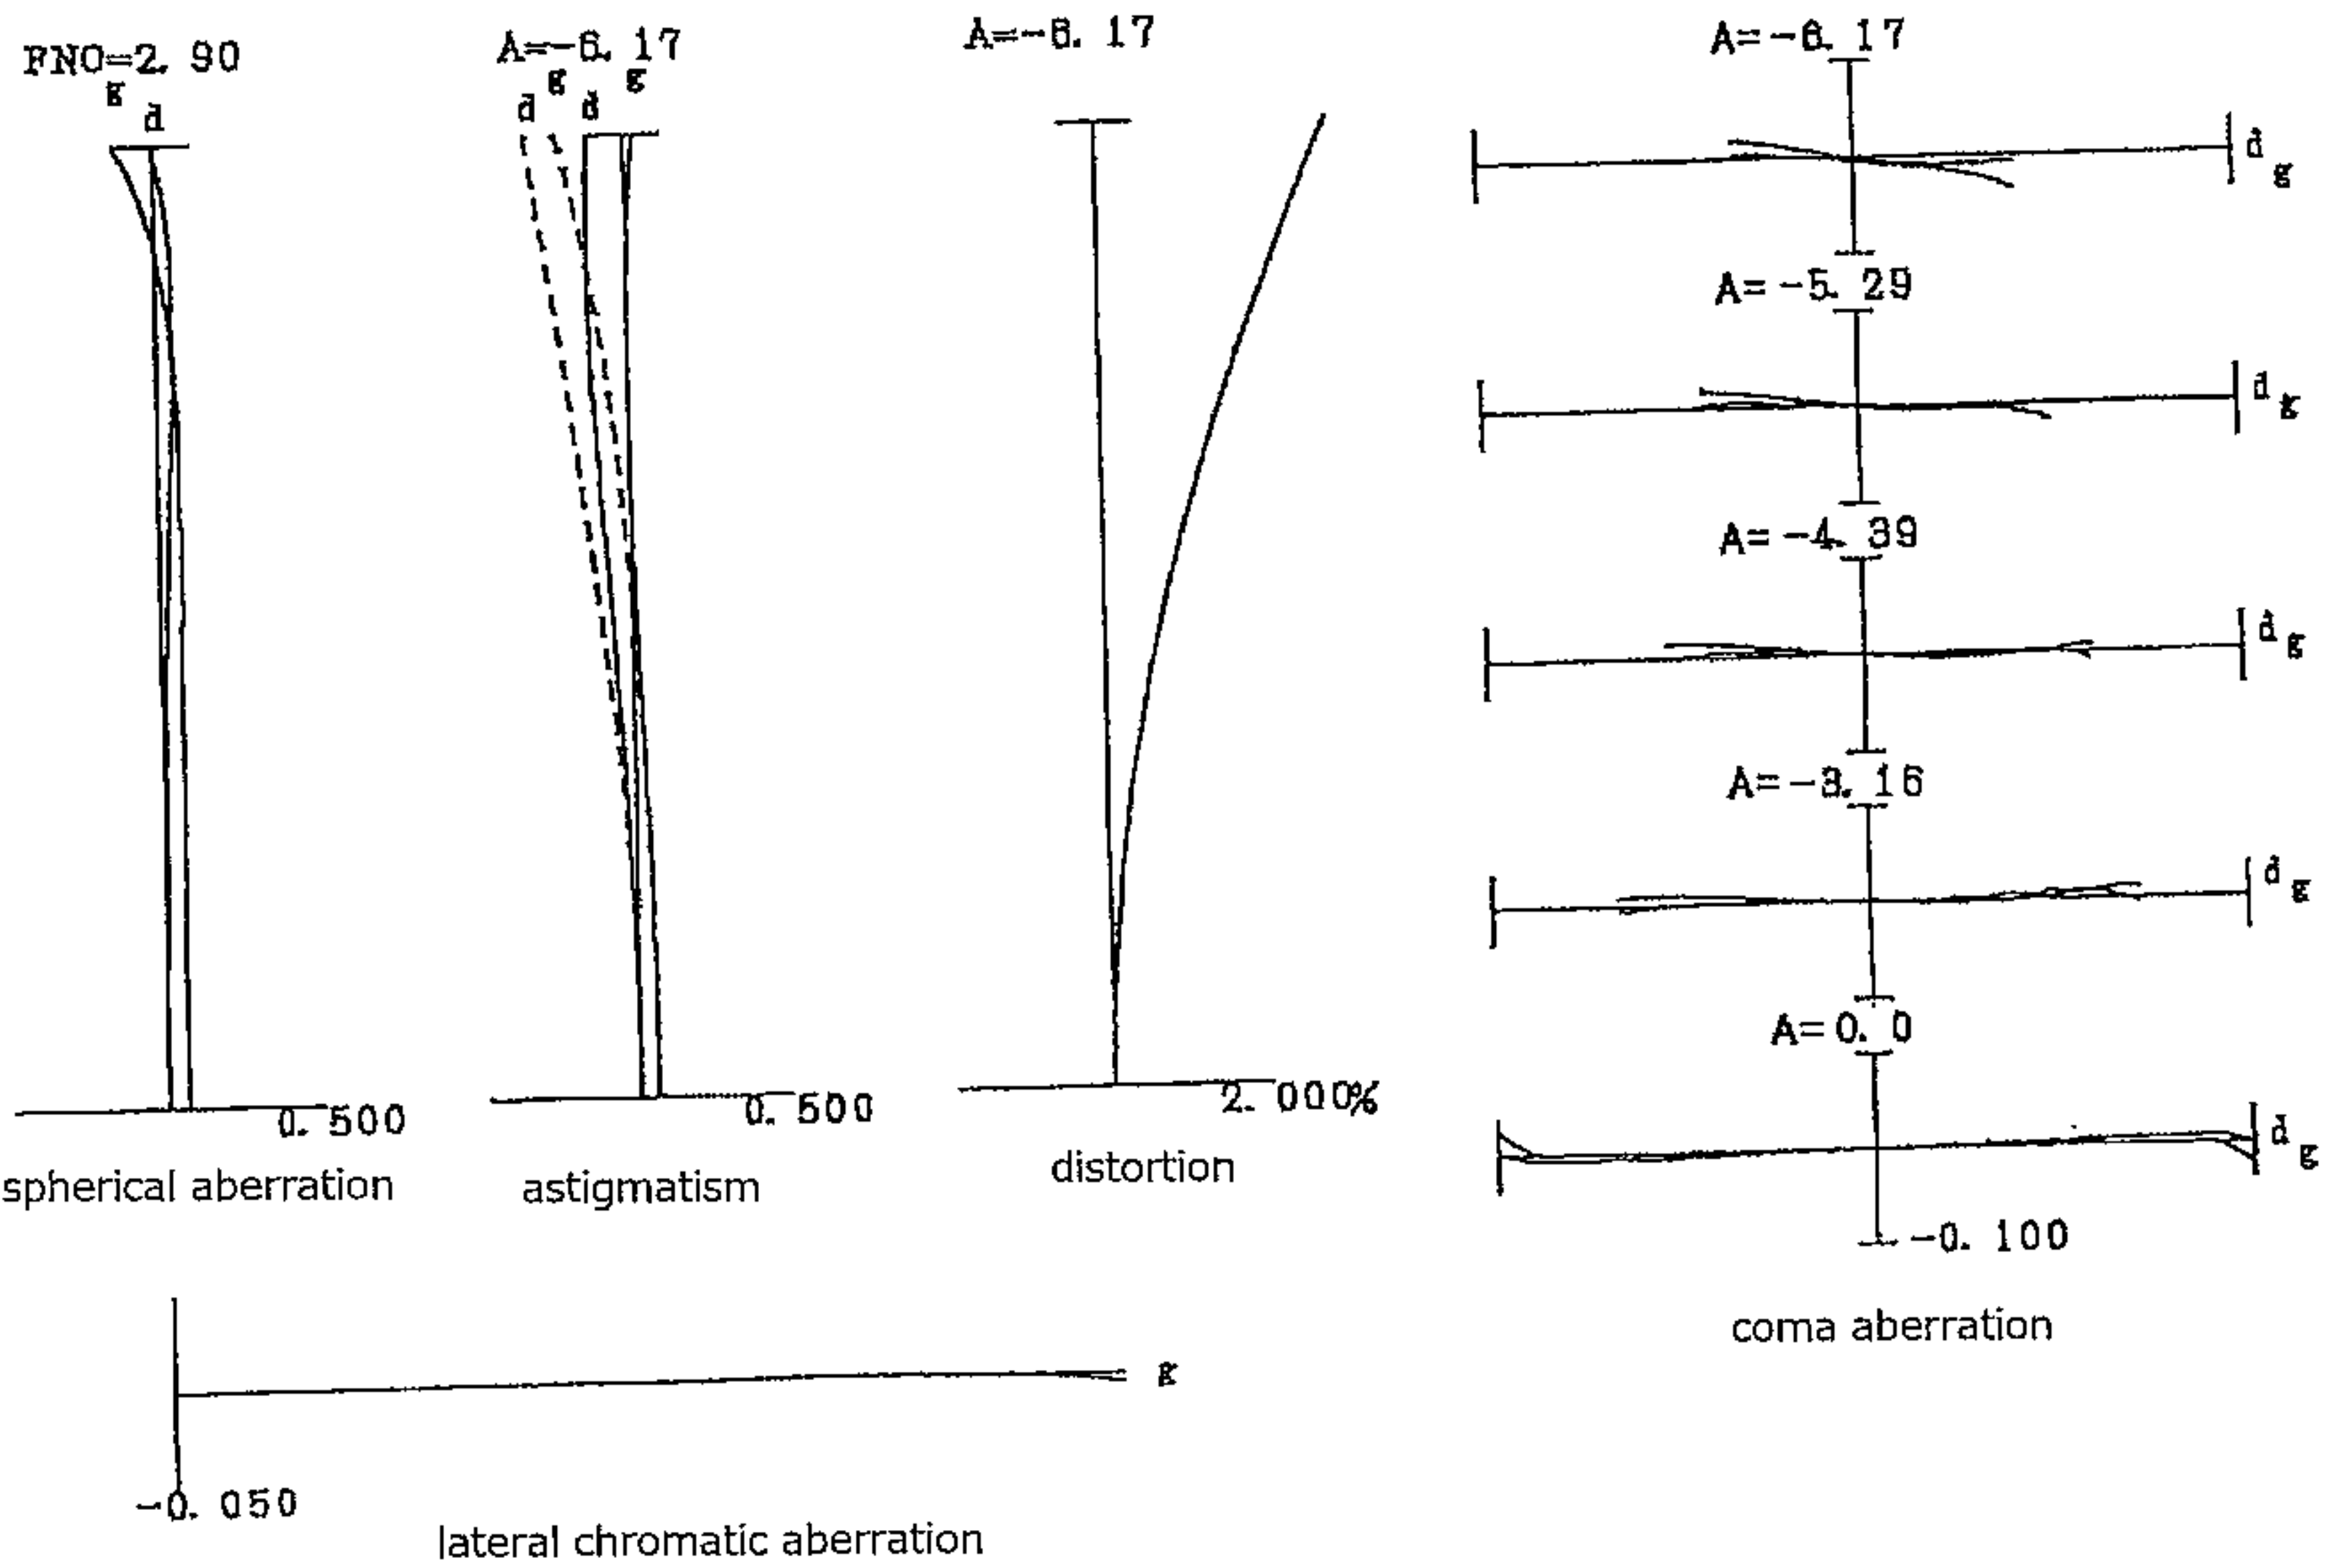 FNO=2. 90
g
d
0. 500
spherical aberration
A=-6. 17
g g
d d
0. 500
astigmatism
A=-6. 17
2. 000%
distortion
A=-6. 17
d
g
A=-5. 29
d
g
A=-4. 39
d
g
A=-3. 16
d
g
A=0. 0
d
g
-0. 100
coma aberration
g
-0. 050
lateral chromatic aberration